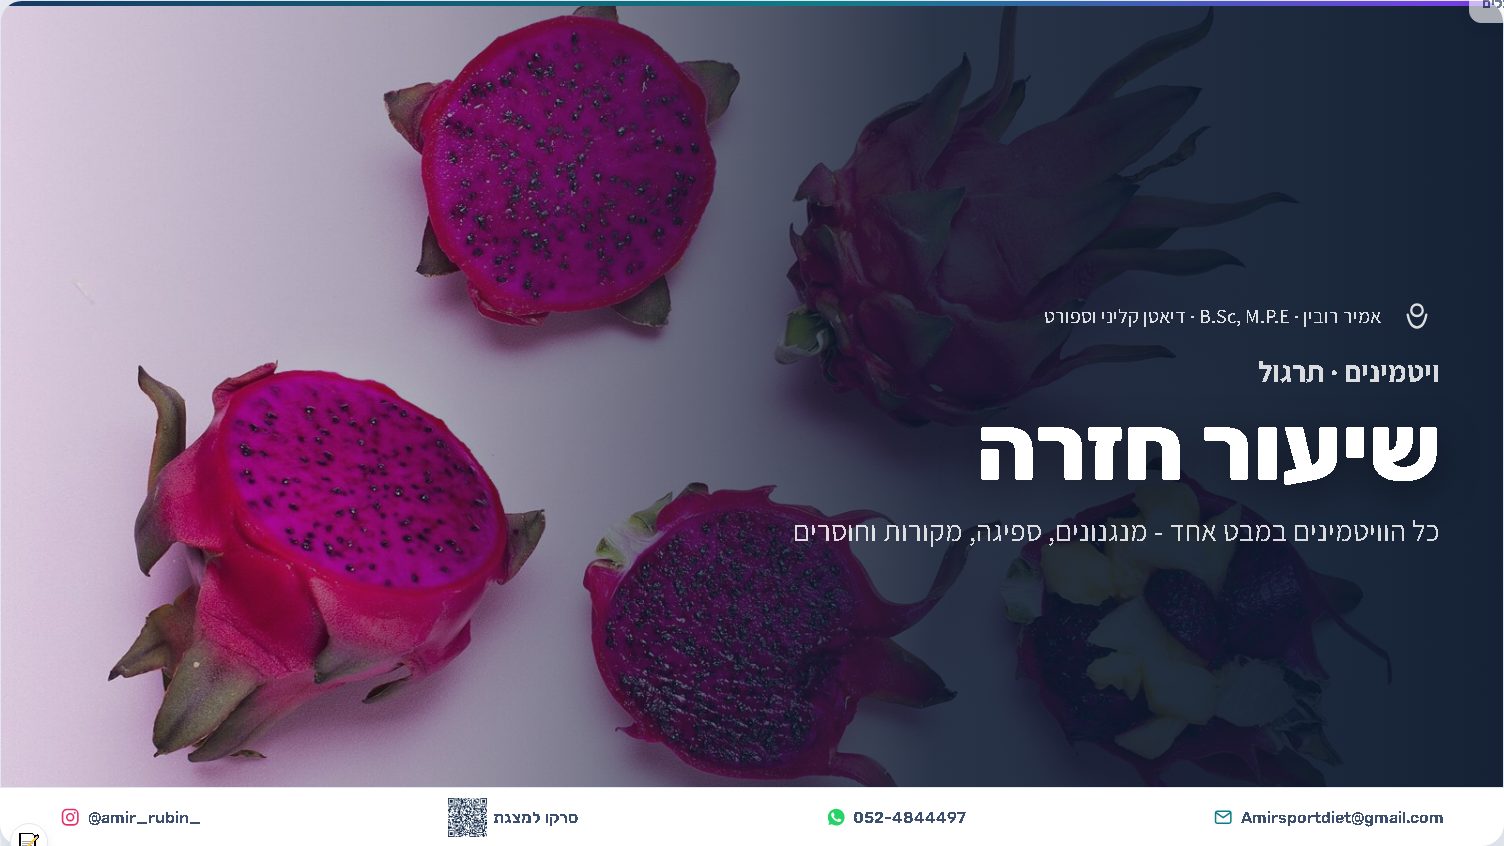 אמיר רובין · B.Sc, M.P.E · דיאטן קליני וספורט
ויטמינים · תרגול
שיעור חזרה
כל הוויטמינים במבט אחד - מנגנונים, ספיגה, מקורות וחוסרים
Amirsportdiet@gmail.com
052-4844497
סרקו למצגת
@amir_rubin_